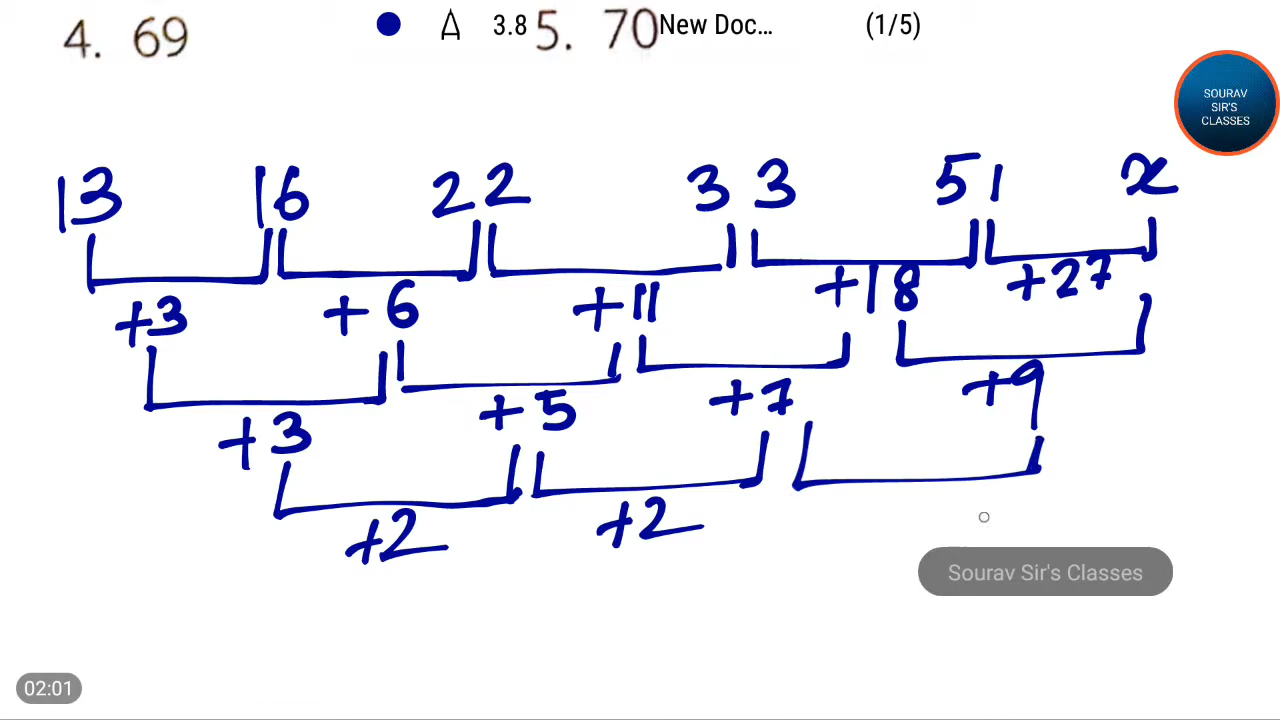 4. 69 Δ 3.8 5. 70 New Doc... (1/5)
SOURAV
SIR'S
CLASSES
13 16 22 33 51 x
+3 +6 +11 +18 +27
+3 +5 +7 +9
+2 +2
Sourav Sir's Classes
02:01